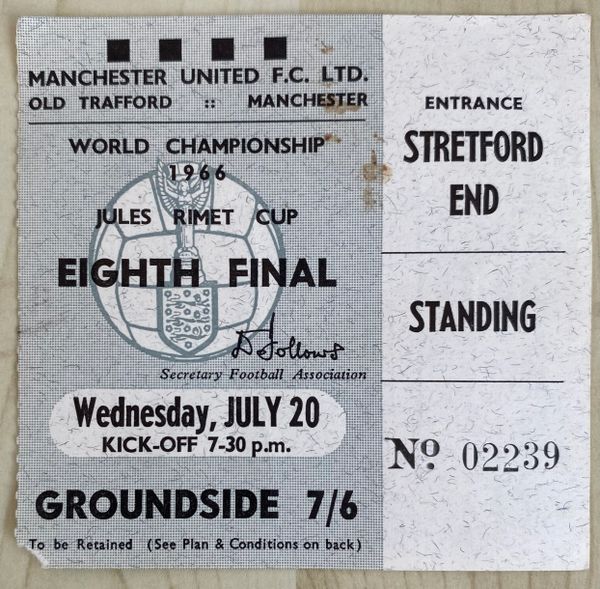 MANCHESTER UNITED F.C. LTD.
OLD TRAFFORD :: MANCHESTER
WORLD CHAMPIONSHIP
1966
JULES RIMET CUP
EIGHTH FINAL
D Follows
Secretary Football Association
Wednesday, JULY 20
KICK-OFF 7-30 p.m.
GROUNDSIDE 7/6
To be Retained (See Plan & Conditions on back)
ENTRANCE
STRETFORD
END
STANDING
Nº 02239